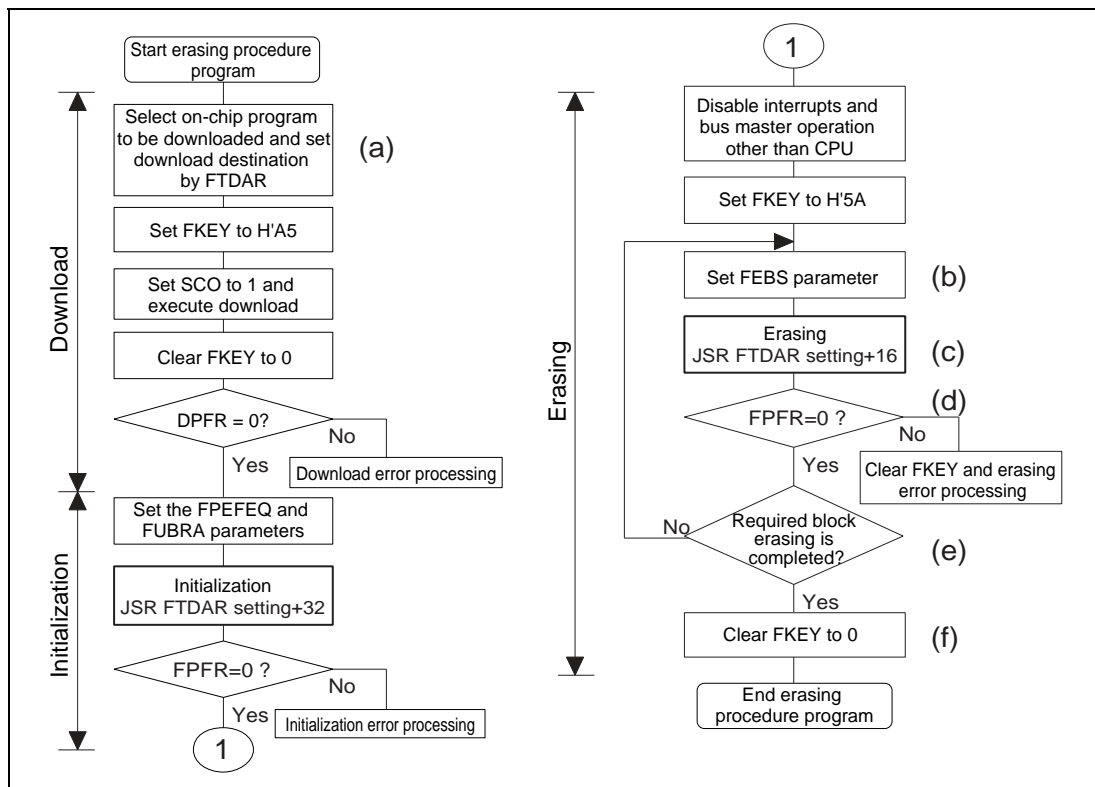 Start erasing procedure
program
Select on-chip program
to be downloaded and set
download destination
by FTDAR
(a)
Set FKEY to H'A5
Set SCO to 1 and
execute download
Clear FKEY to 0
DPFR = 0?
No
Yes
Download error processing
Download
Set the FPEFEQ and
FUBRA parameters
Initialization
JSR FTDAR setting+32
FPFR=0 ?
No
Yes
Initialization error processing
Initialization
1
1
Disable interrupts and
bus master operation
other than CPU
Set FKEY to H'5A
Set FEBS parameter
(b)
Erasing
JSR FTDAR setting+16
(c)
(d)
FPFR=0 ?
No
Yes
Clear FKEY and erasing
error processing
Erasing
No
Required block
erasing is
completed?
(e)
Yes
Clear FKEY to 0
(f)
End erasing
procedure program